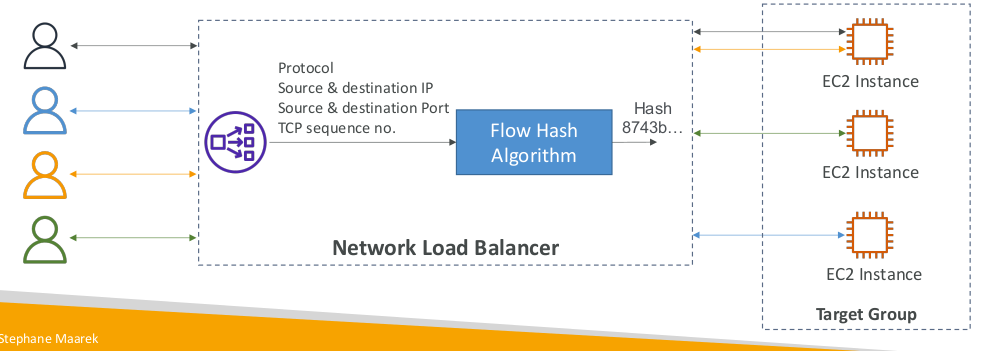 Protocol
Source & destination IP
Source & destination Port
TCP sequence no.
Flow Hash
Algorithm
Hash
8743b...
Network Load Balancer
EC2 Instance
EC2 Instance
EC2 Instance
Target Group
Stephane Maarek